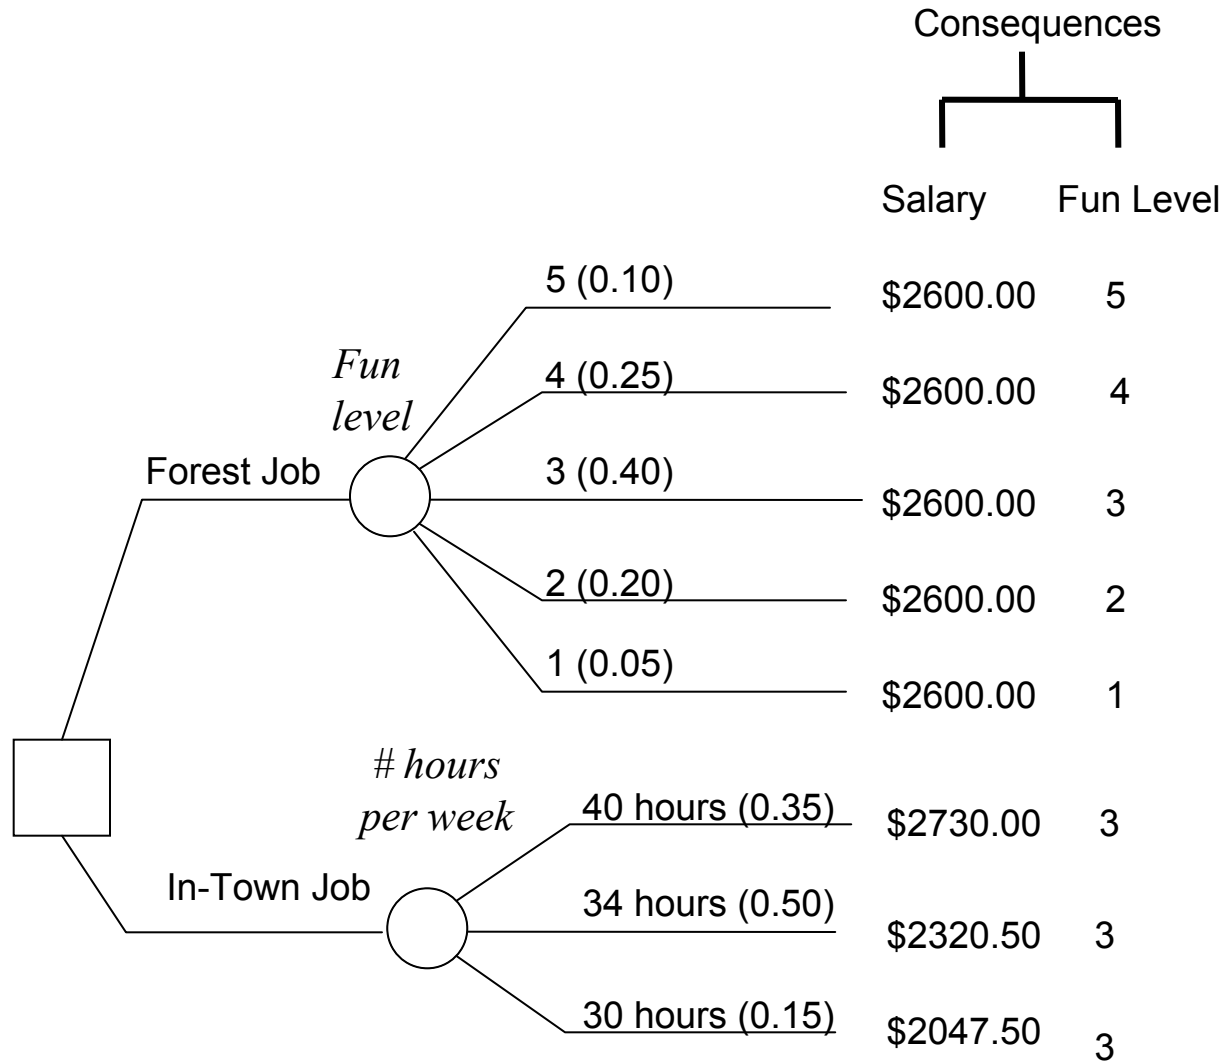 Consequences
Salary Fun Level
5 (0.10) $2600.00 5
Fun
level
4 (0.25) $2600.00 4
Forest Job 3 (0.40) $2600.00 3
2 (0.20) $2600.00 2
1 (0.05) $2600.00 1
# hours
per week
40 hours (0.35) $2730.00 3
In-Town Job 34 hours (0.50) $2320.50 3
30 hours (0.15) $2047.50 3